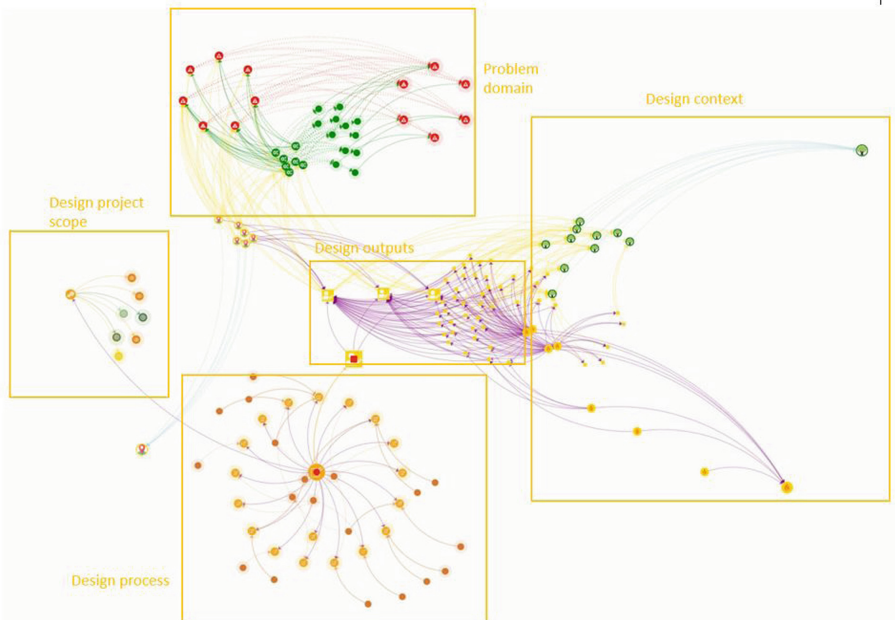 Problem
domain
Design context
Design project
scope
Design outputs
Design process